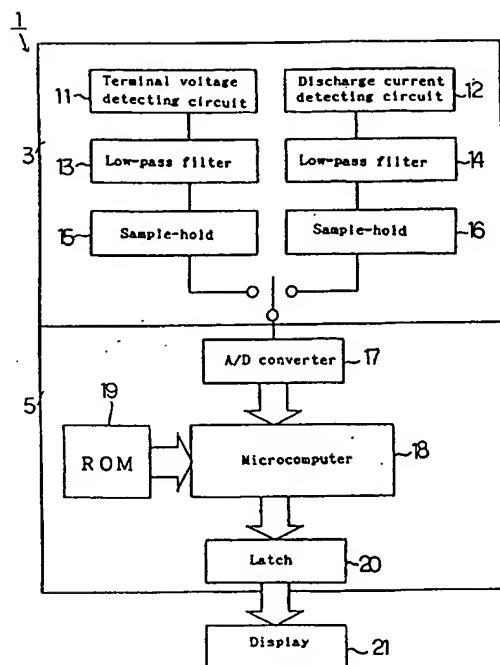 1
11
Terminal voltage
detecting circuit
Discharge current
detecting circuit
12
3
13
Low-pass filter
Low-pass filter
14
15
Sample-hold
Sample-hold
16
A/D converter
17
5
19
ROM
Microcomputer
18
Latch
20
Display
21